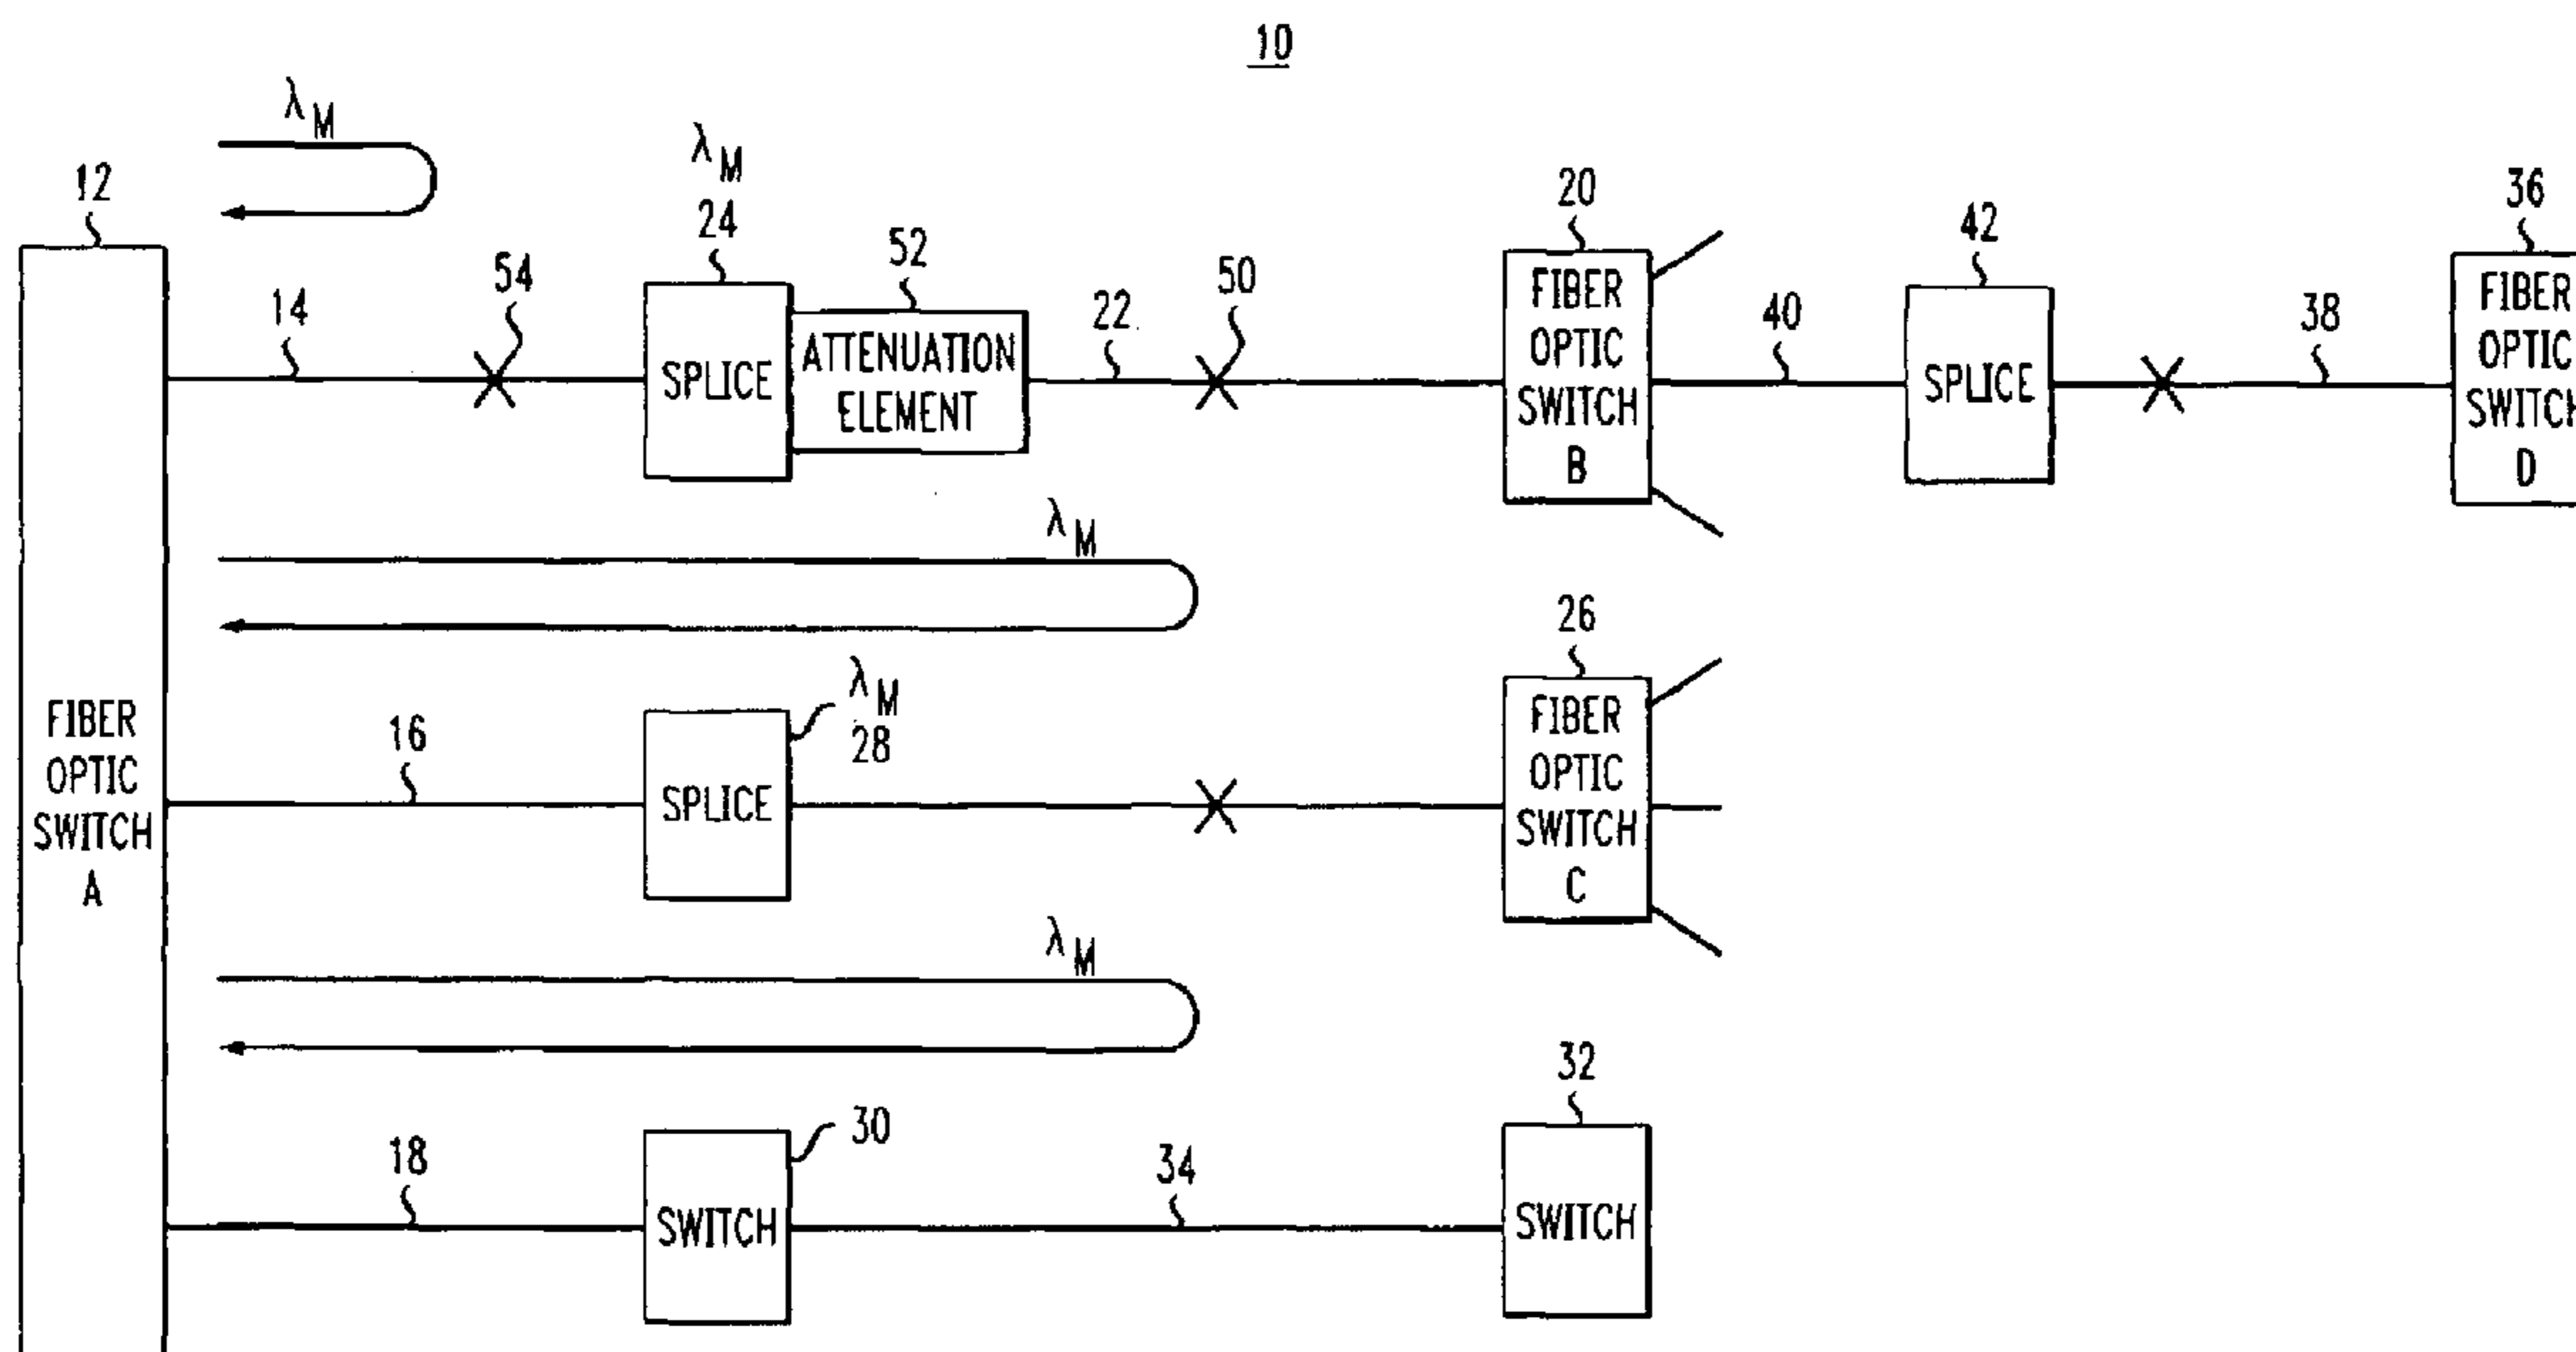 10
λM
12
14
54
λM
24
SPLICE
52
ATTENUATION
ELEMENT
22
50
20
FIBER
OPTIC
SWITCH
B
40
42
SPLICE
38
36
FIBER
OPTIC
SWITCH
D
λM
FIBER
OPTIC
SWITCH
A
16
λM
28
SPLICE
26
FIBER
OPTIC
SWITCH
C
λM
18
30
SWITCH
34
32
SWITCH